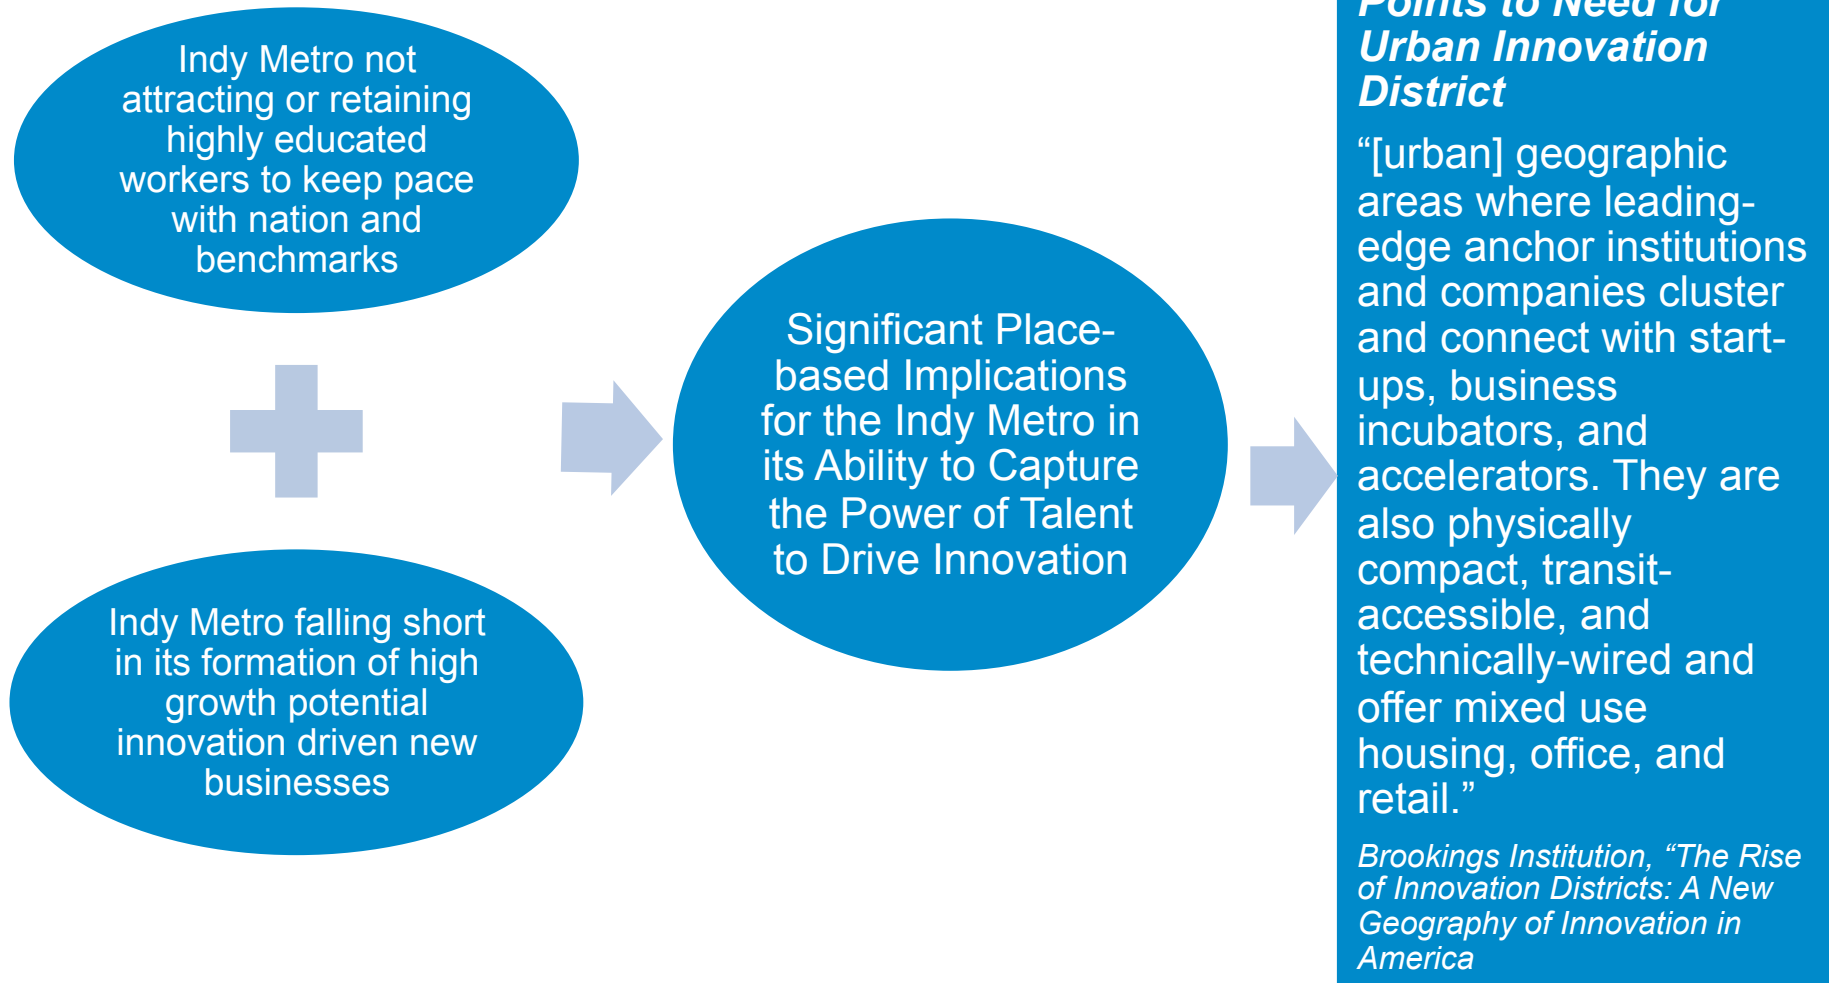 Indy Metro not
attracting or retaining
highly educated
workers to keep pace
with nation and
benchmarks
Indy Metro falling short
in its formation of high
growth potential
innovation driven new
businesses
Significant Place-
based Implications
for the Indy Metro in
its Ability to Capture
the Power of Talent
to Drive Innovation
Points to Need for
Urban Innovation
District
“[urban] geographic
areas where leading-
edge anchor institutions
and companies cluster
and connect with start-
ups, business
incubators, and
accelerators. They are
also physically
compact, transit-
accessible, and
technically-wired and
offer mixed use
housing, office, and
retail.”
Brookings Institution, “The Rise
of Innovation Districts: A New
Geography of Innovation in
America